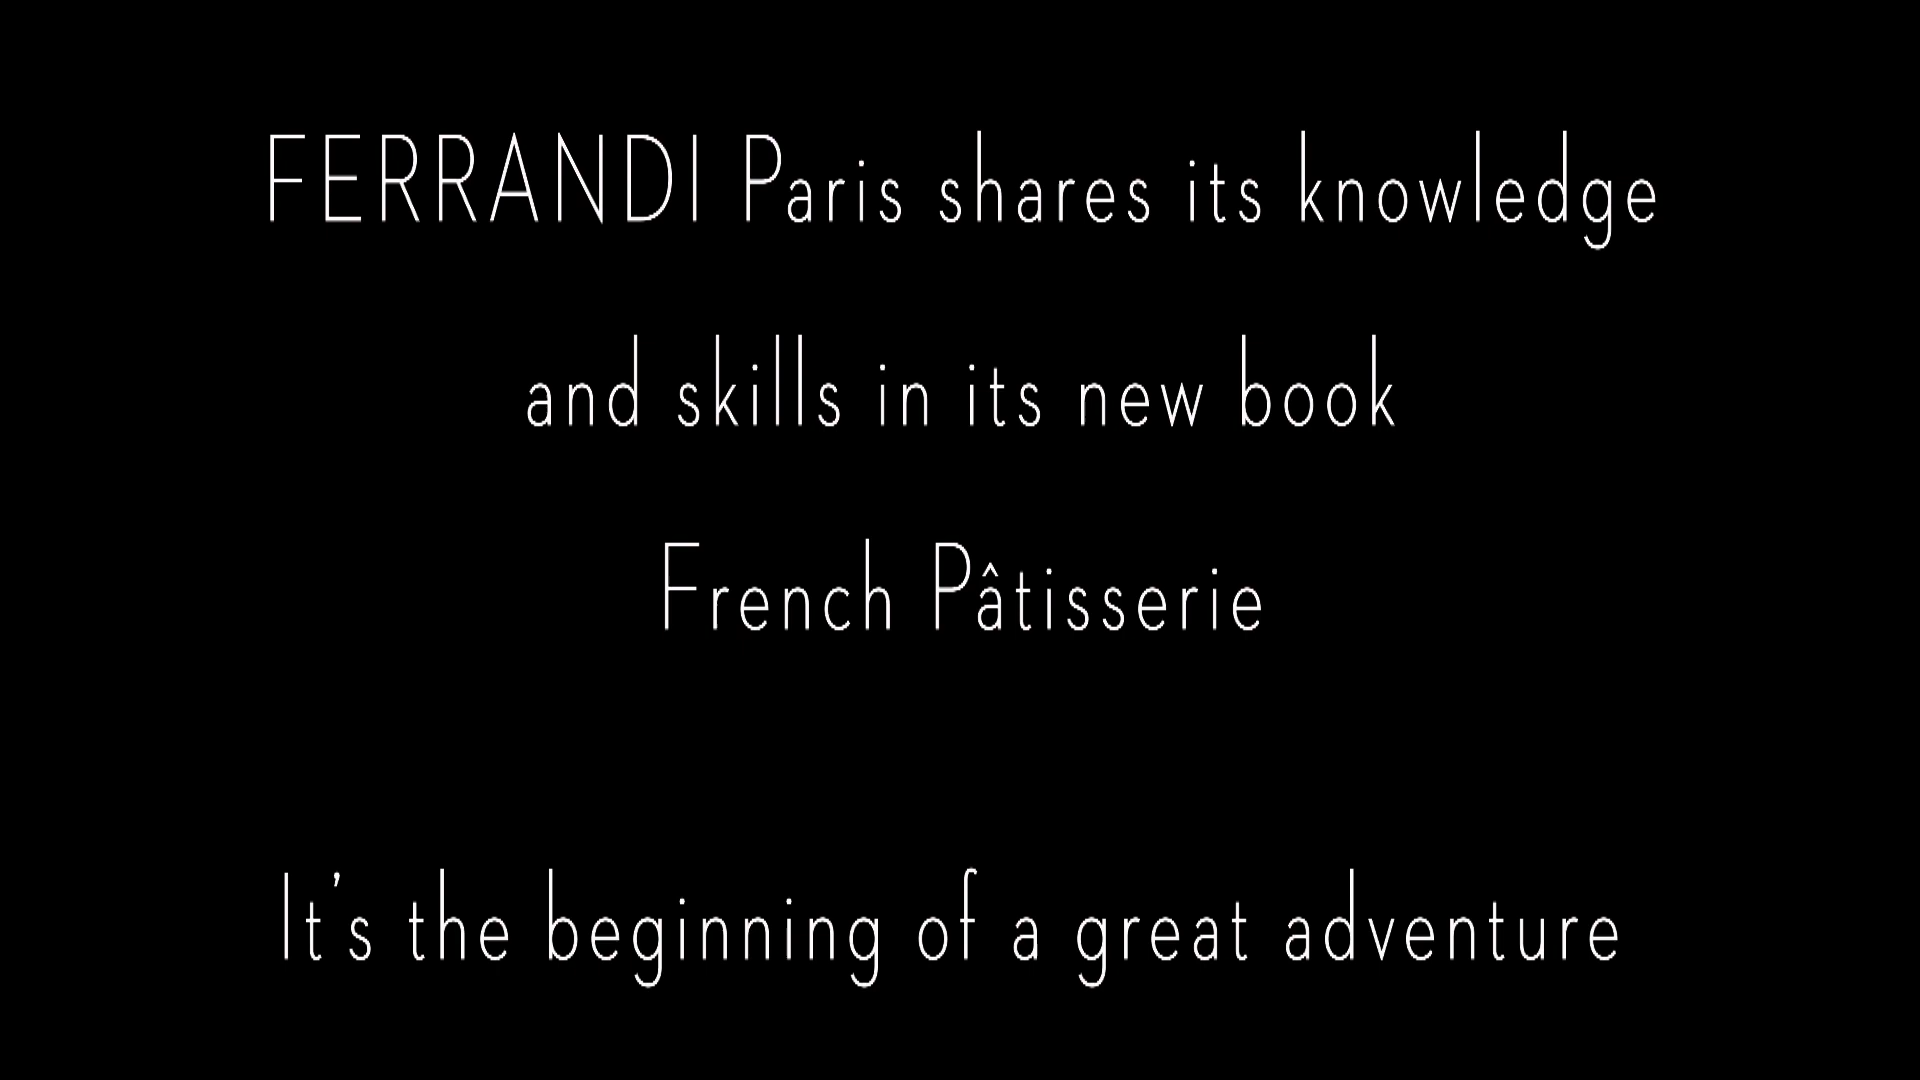 FERRANDI Paris shares its knowledge
and skills in its new book
French Pâtisserie
It's the beginning of a great adventure